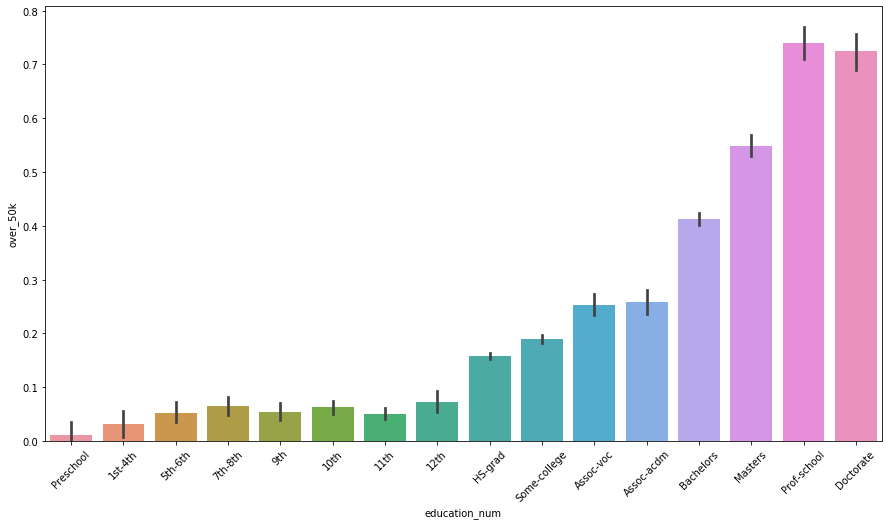 0.8
0.7
0.6
0.5
0.4
0.3
0.2
0.1
0.0
over_50k
Preschool
1st-4th
5th-6th
7th-8th
9th
10th
11th
12th
HS-grad
Some-college
Assoc-voc
Assoc-acdm
Bachelors
Masters
Prof-school
Doctorate
education_num